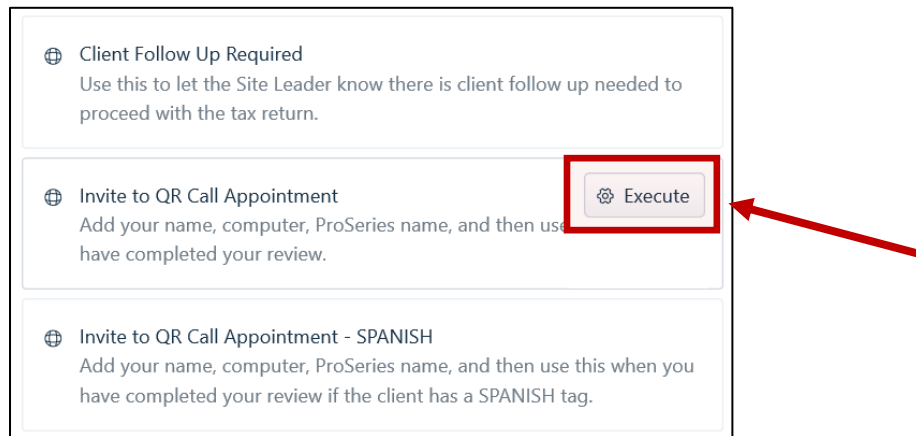 Client Follow Up Required
Use this to let the Site Leader know there is client follow up needed to
proceed with the tax return.
Invite to QR Call Appointment
Execute
Add your name, computer, ProSeries name, and then use
have completed your review.
Invite to QR Call Appointment - SPANISH
Add your name, computer, ProSeries name, and then use this when you
have completed your review if the client has a SPANISH tag.